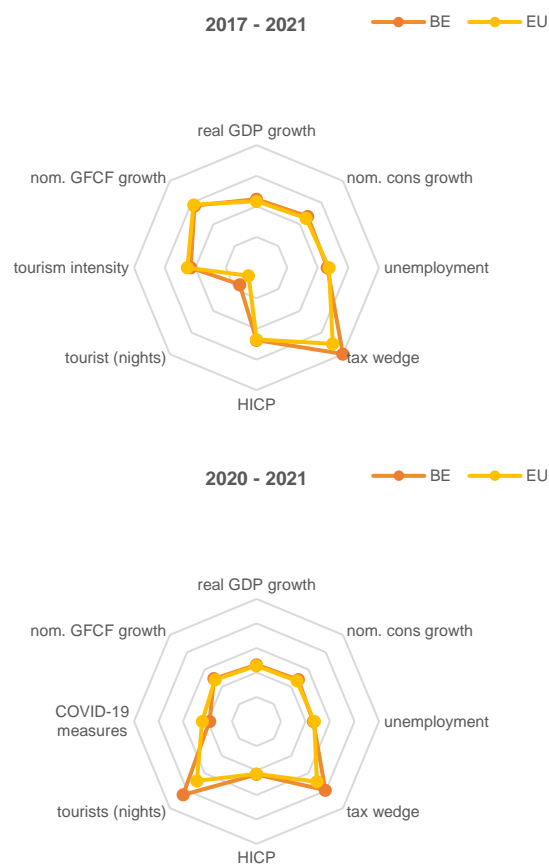 2017 - 2021 BE EU
real GDP growth
nom. GFCF growth nom. cons growth
tourism intensity unemployment
tourist (nights) tax wedge
HICP
2020 - 2021 BE EU
real GDP growth
nom. GFCF growth nom. cons growth
COVID-19
measures unemployment
tourists (nights) tax wedge
HICP